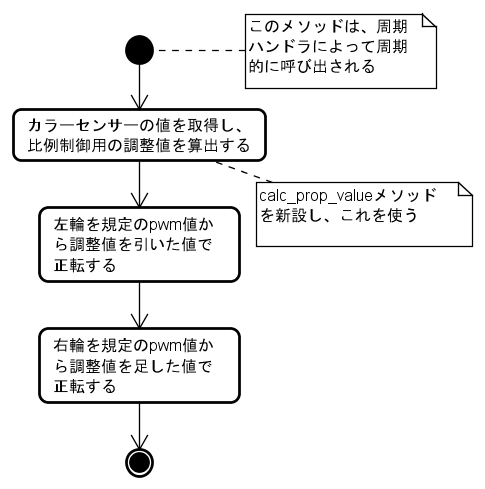 このメソッドは、周期
ハンドラによって周期
的に呼び出される
カラーセンサーの値を取得し、
比例制御用の調整値を算出する
calc_prop_valueメソッド
を新設し、これを使う
左輪を規定のpwm値か
ら調整値を引いた値で
正転する
右輪を規定のpwm値か
ら調整値を足した値で
正転する